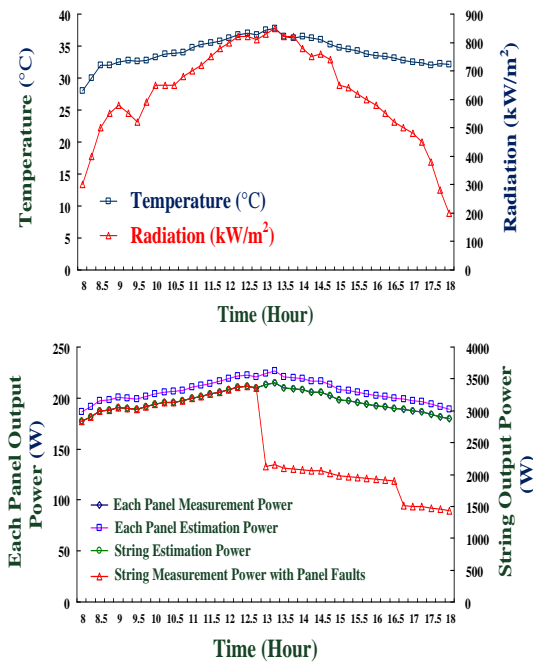 40 900
35 800
30 700
25 600
20 500
15 400
10 300
5 200
0 100
0
Temperature (°C)
Radiation (kW/m²)
Temperature (°C)
Radiation (kW/m²)
8 8.5 9 9.5 10 10.5 11 11.5 12 12.5 13 13.5 14 14.5 15 15.5 16 16.5 17 17.5 18
Time (Hour)
250 4000
200 3500
150 3000
100 2500
50 2000
0 1500
1000
500
0
Each Panel Output
Power (W)
String Output Power
(W)
Each Panel Measurement Power
Each Panel Estimation Power
String Estimation Power
String Measurement Power with Panel Faults
8 8.5 9 9.5 10 10.5 11 11.5 12 12.5 13 13.5 14 14.5 15 15.5 16 16.5 17 17.5 18
Time (Hour)